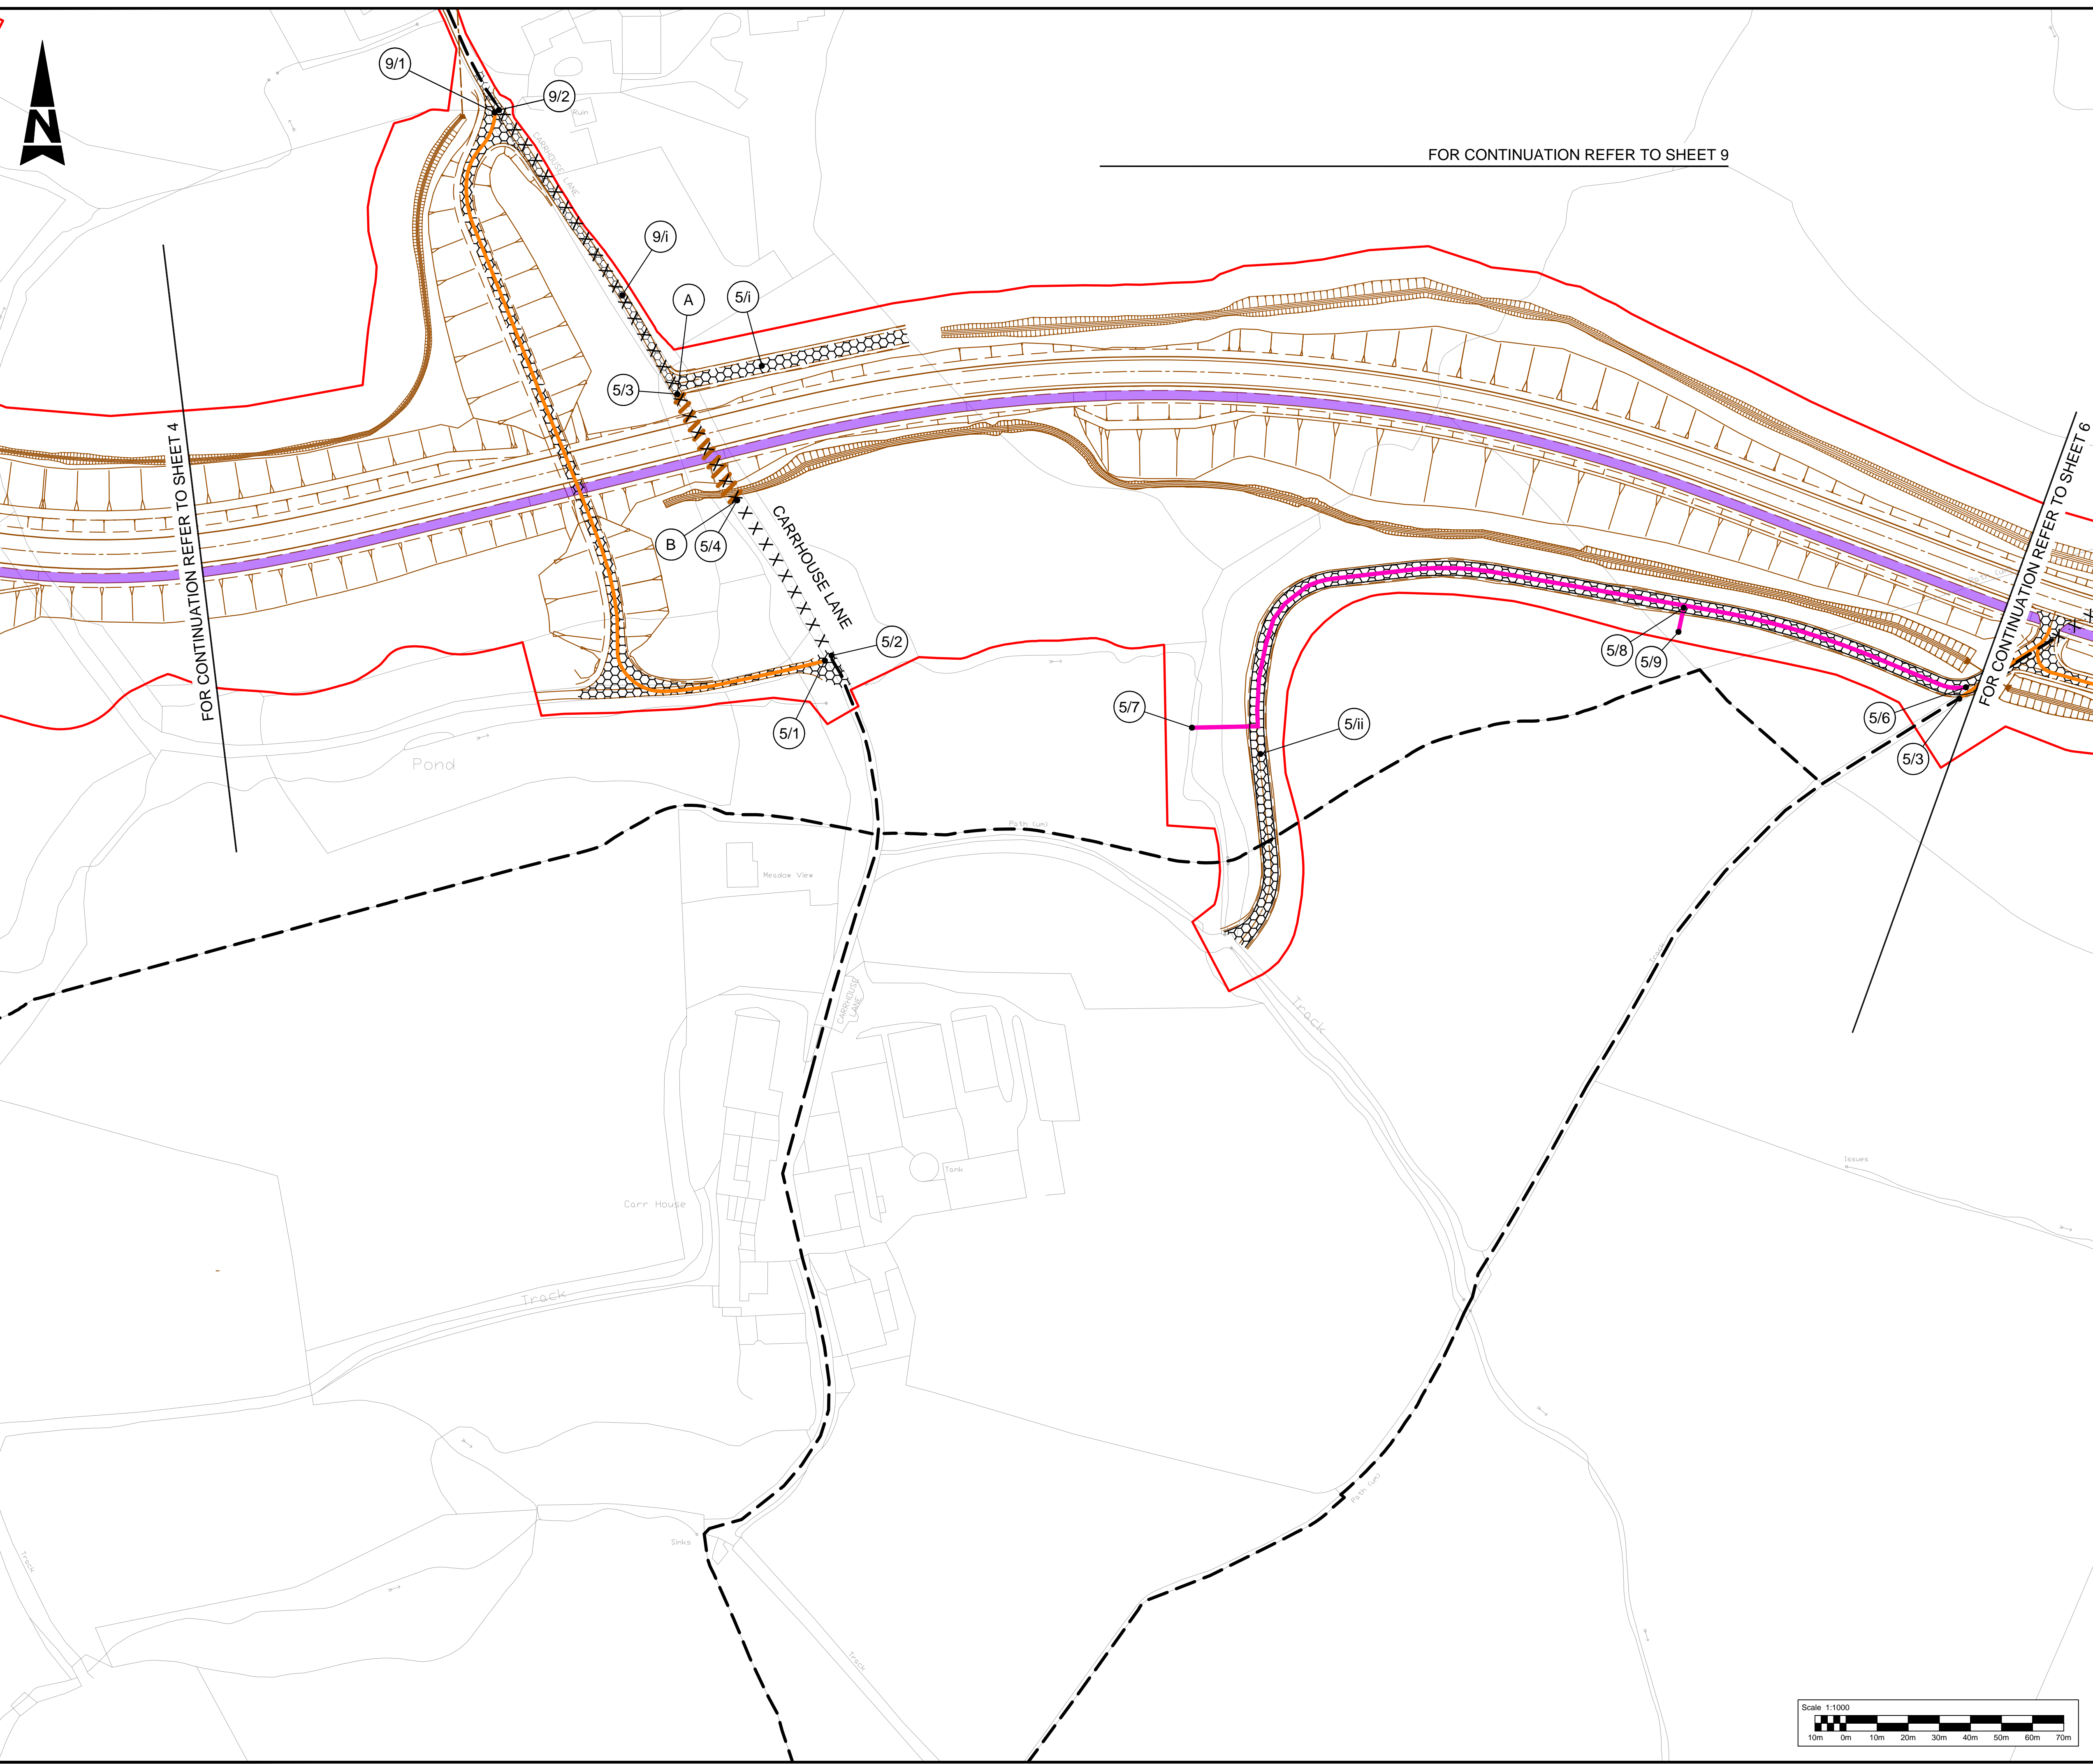 N
9/1
9/2
Ruin
CARRHOUSE LANE
FOR CONTINUATION REFER TO SHEET 9
9/i
A
5/i
5/3
FOR CONTINUATION REFER TO SHEET 4
FOR CONTINUATION REFER TO SHEET 6
B
5/4
CARRHOUSE LANE
5/2
5/1
5/8
5/9
5/7
5/ii
5/6
5/3
Pond
Path (um)
Meadow View
CARRHOUSE
LANE
Track
Track
Tank
Issues
Carr House
Track
Path (um)
Sinks
Track
Track
Scale 1:1000
10m 0m 10m 20m 30m 40m 50m 60m 70m